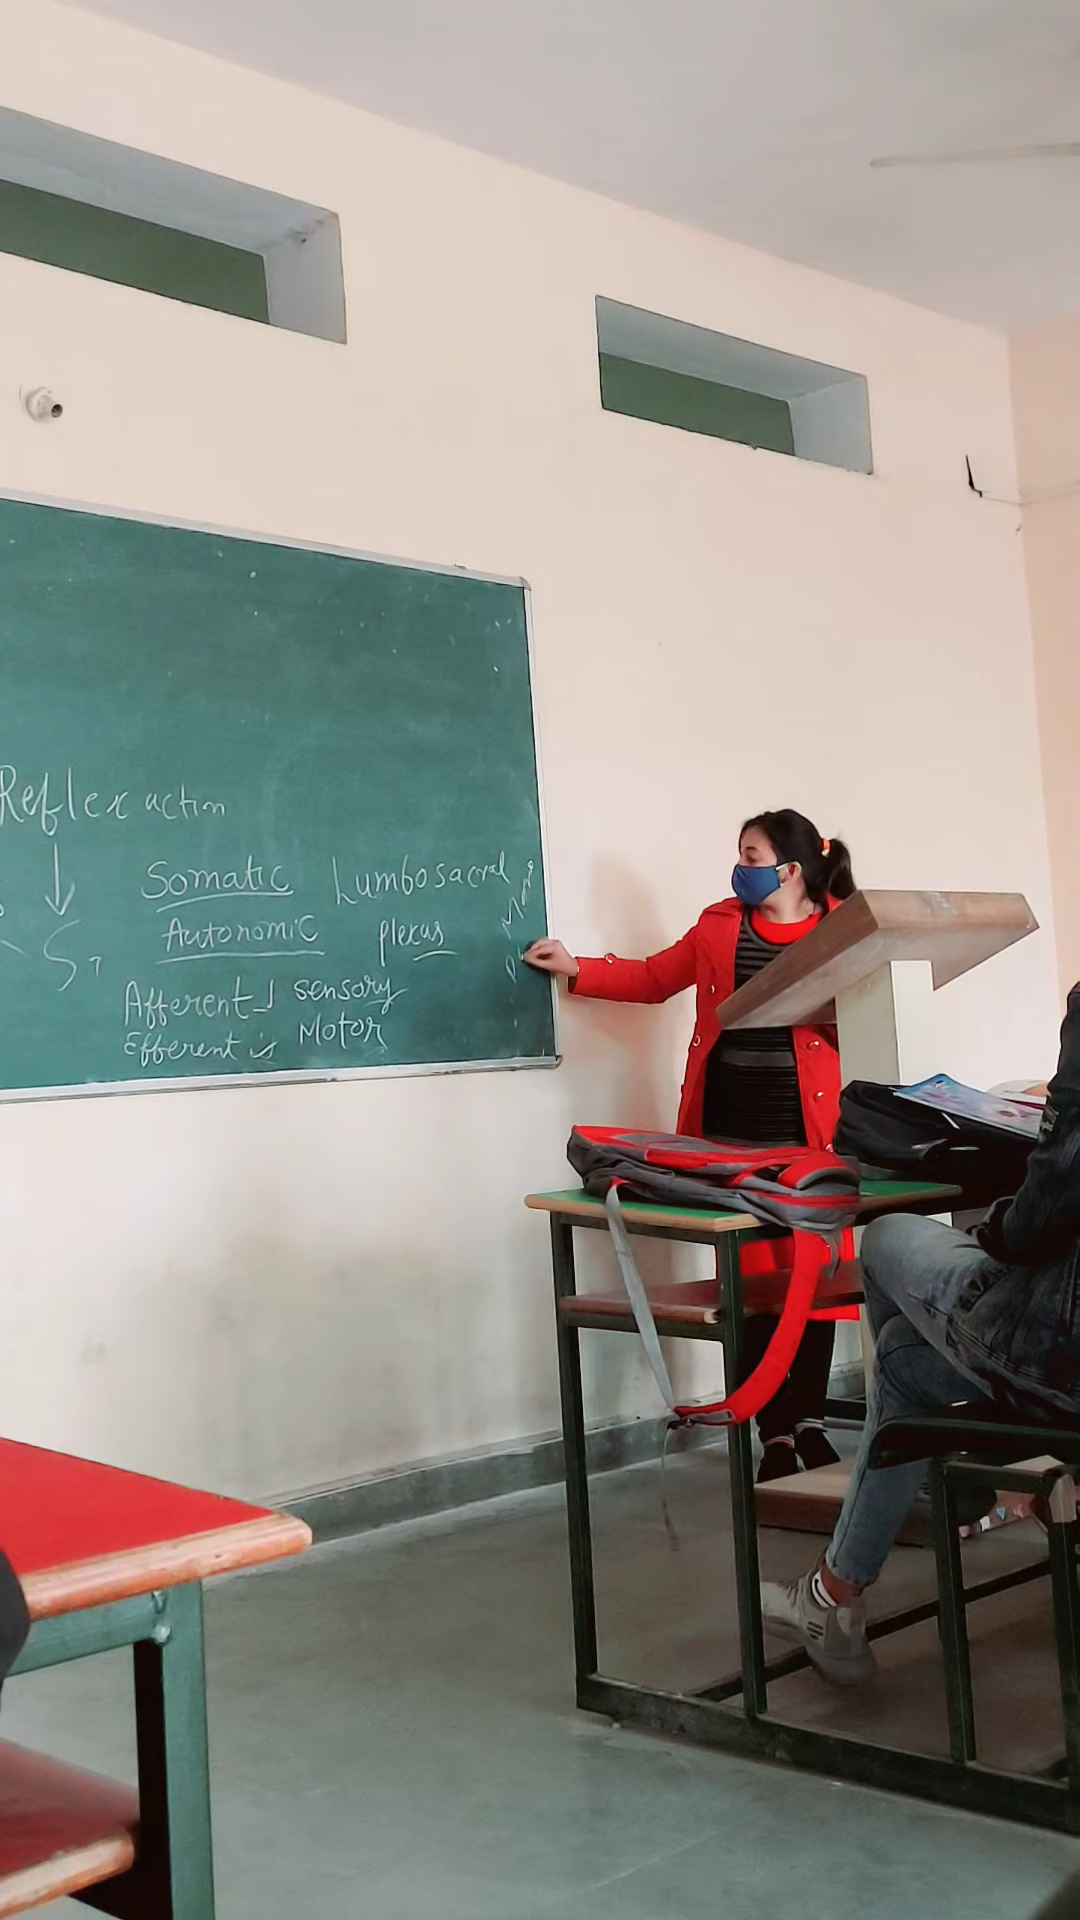 Reflex action
Somatic
Autonomic
Lumbosacral
plexus
Afferent sensory
Efferent is Motor